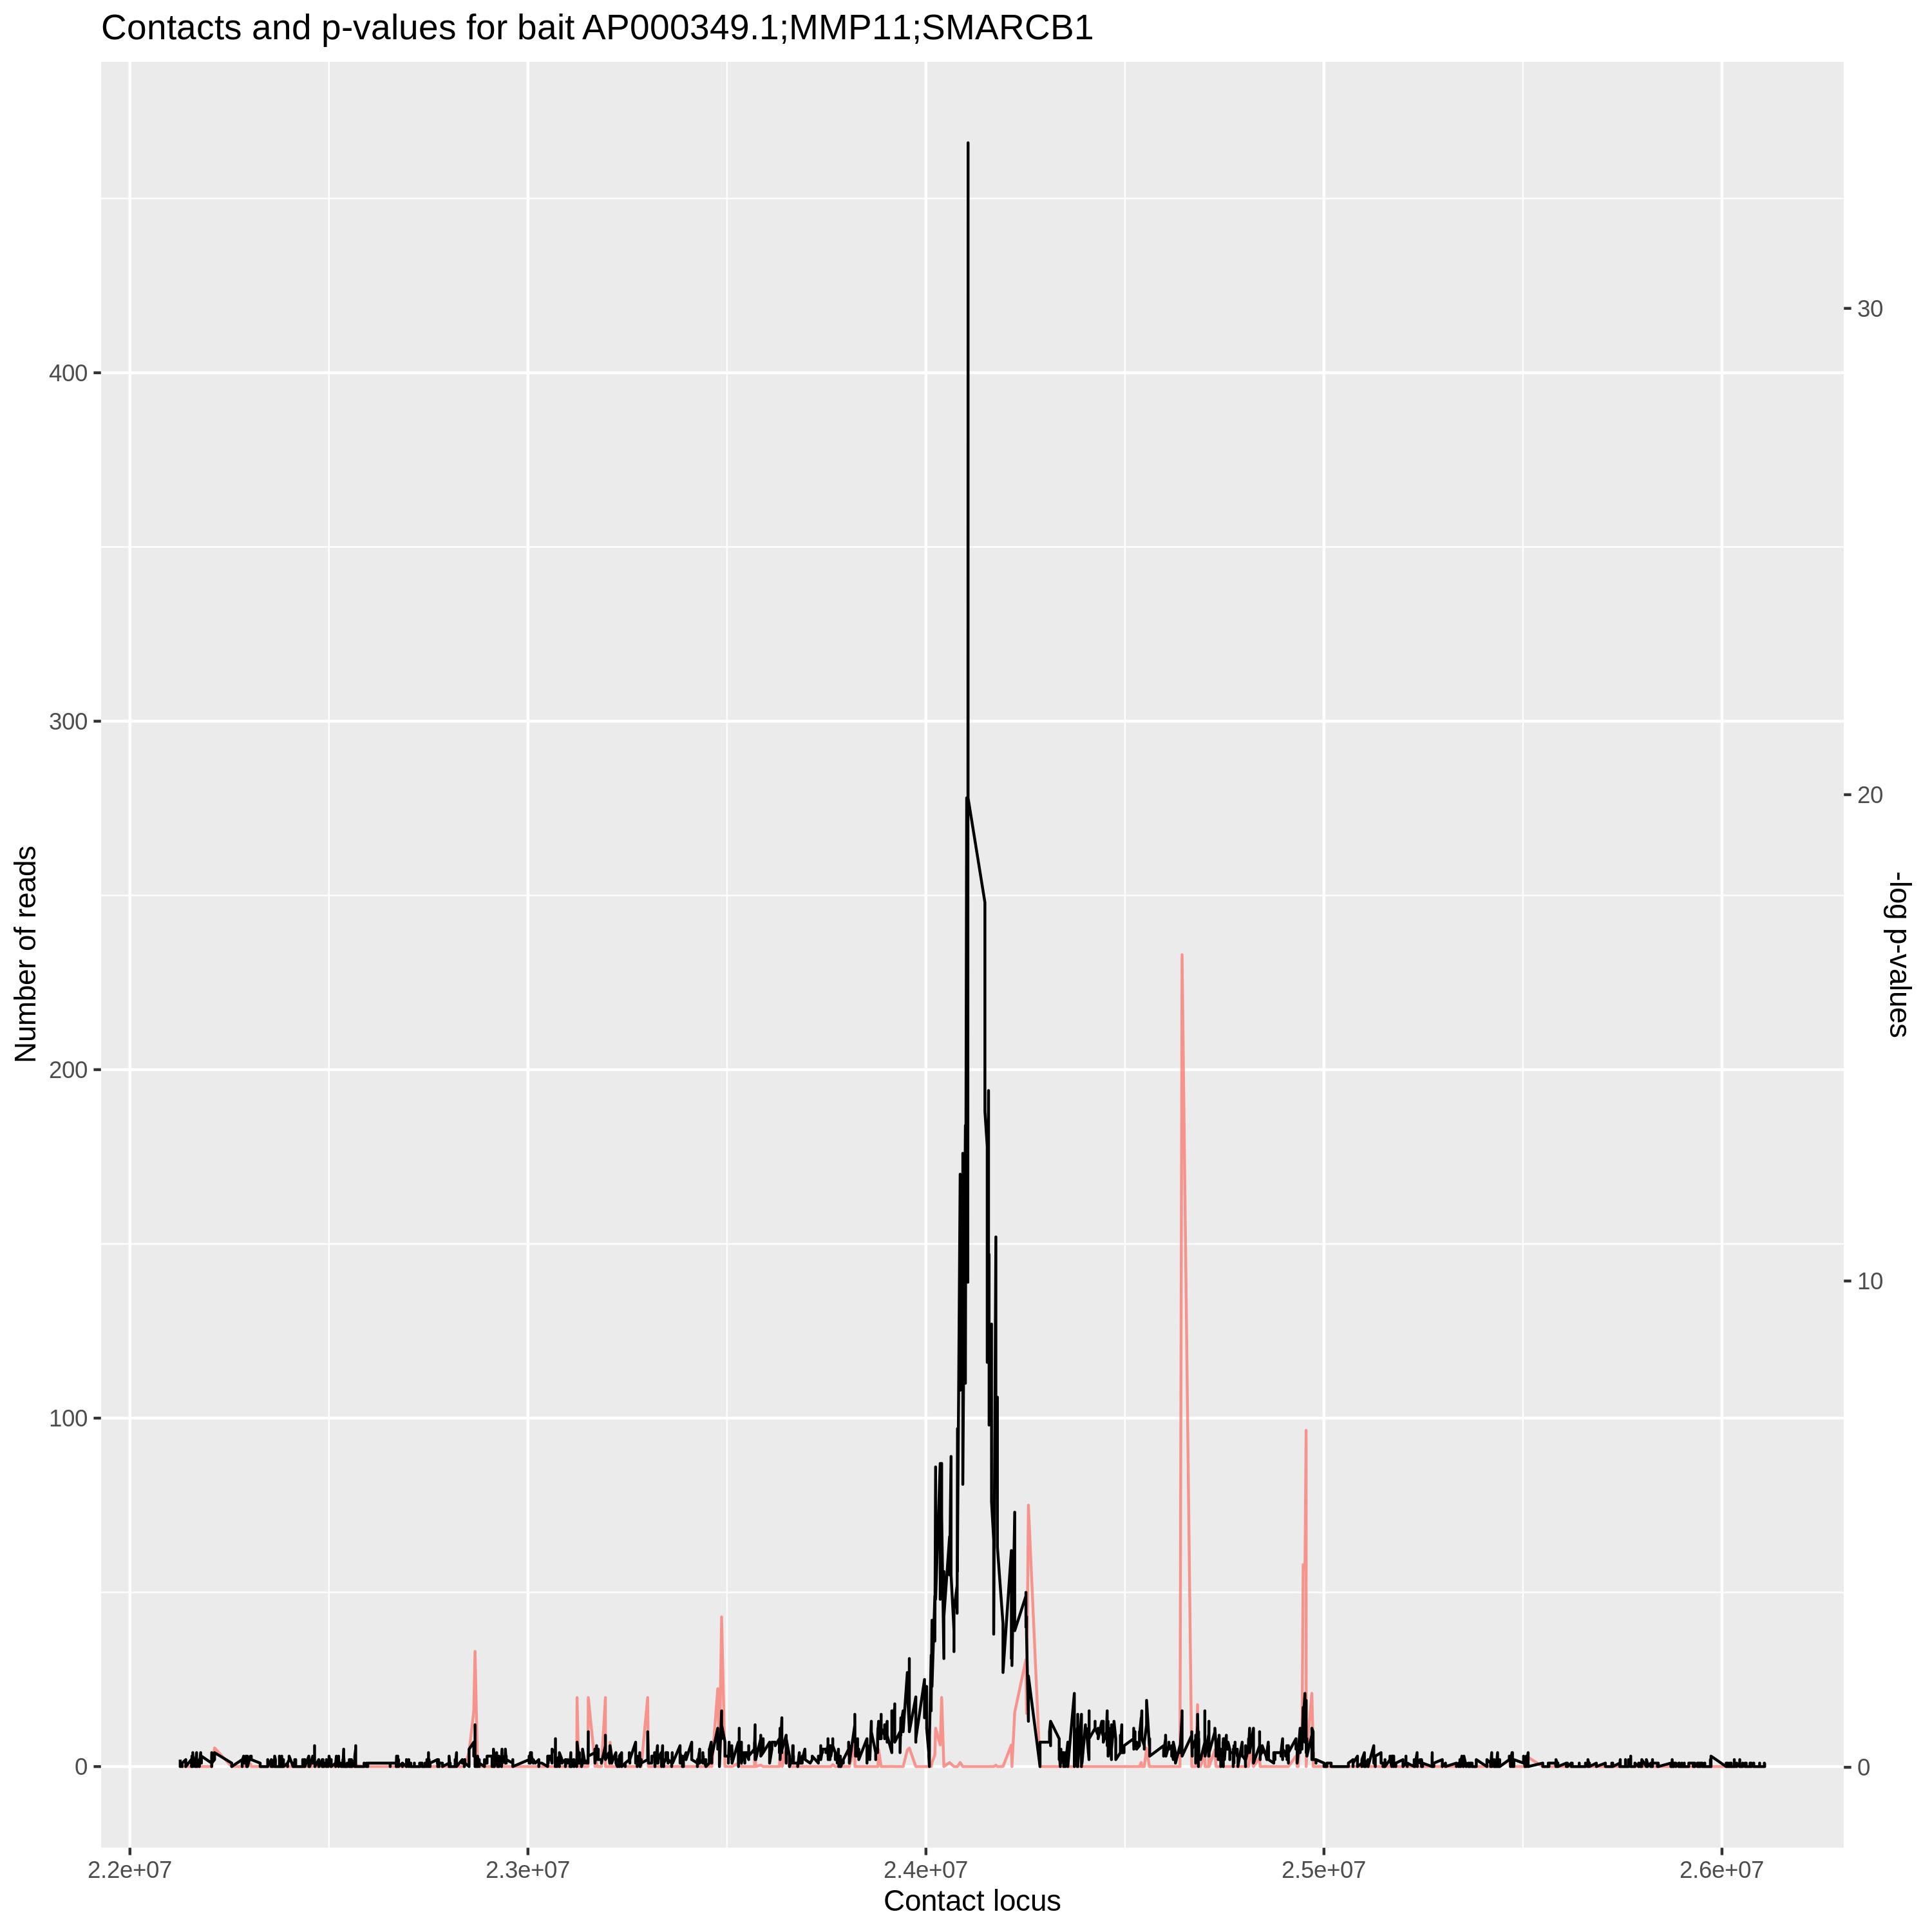 Contacts and p-values for bait AP000349.1;MMP11;SMARCB1
Number of reads
400
300
200
100
0
30
20
10
0
-log p-values
2.2e+07 2.3e+07 2.4e+07 2.5e+07 2.6e+07
Contact locus